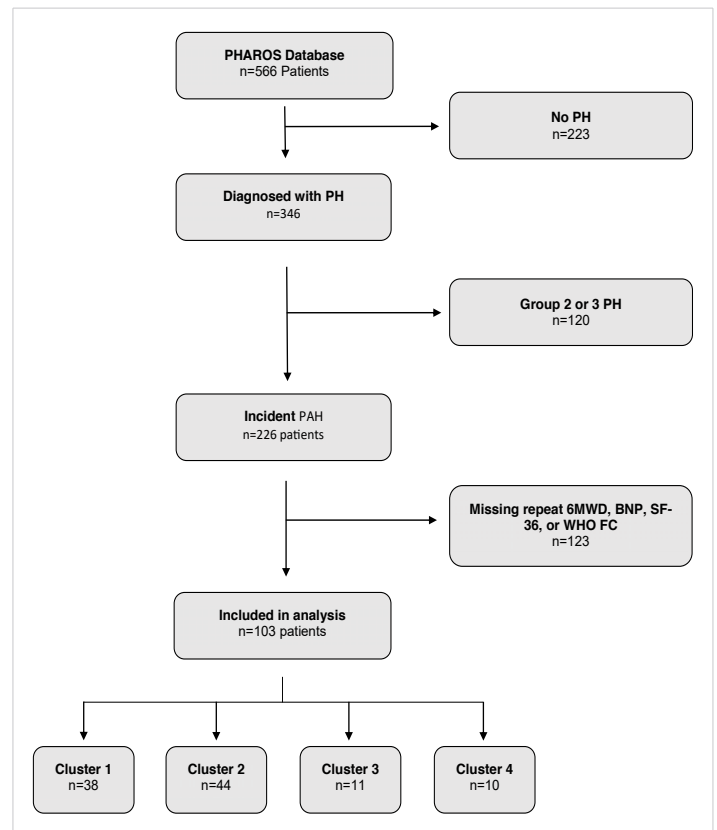 PHAROS Database
n=566 Patients
No PH
n=223
Diagnosed with PH
n=346
Group 2 or 3 PH
n=120
Incident PAH
n=226 patients
Missing repeat 6MWD, BNP, SF-
36, or WHO FC
n=123
Included in analysis
n=103 patients
Cluster 1
n=38
Cluster 2
n=44
Cluster 3
n=11
Cluster 4
n=10